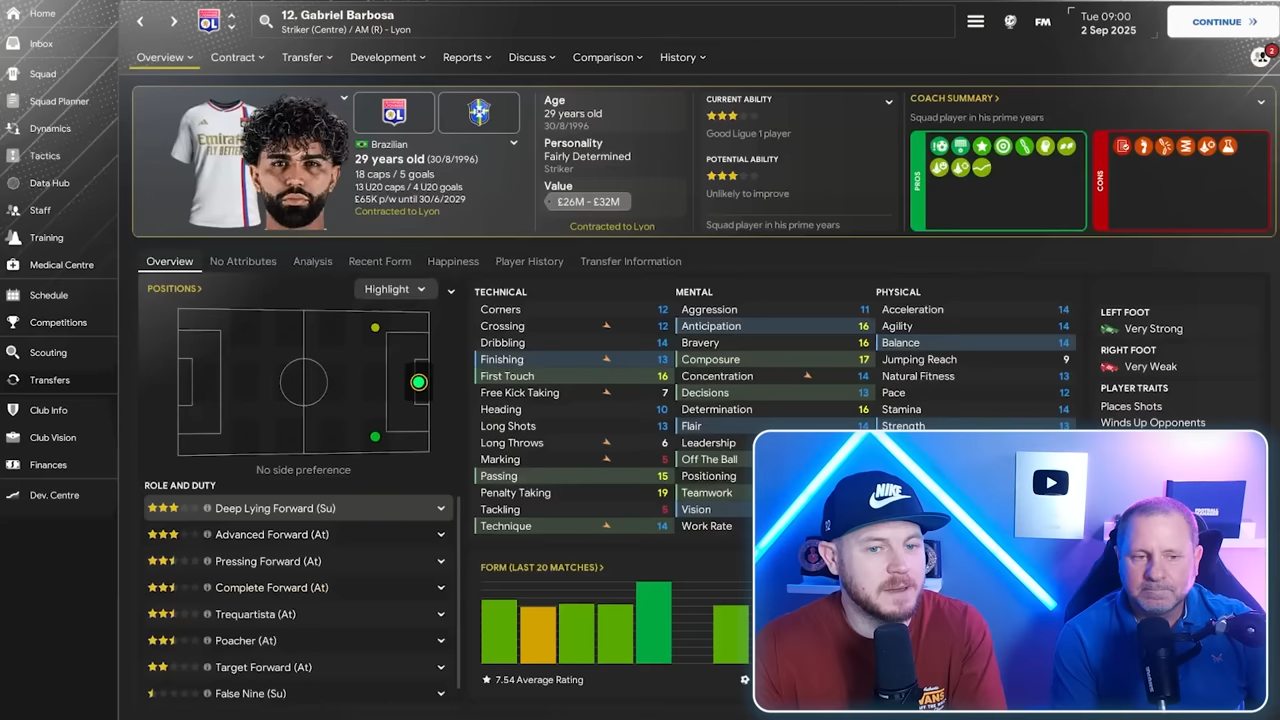 Home
Inbox
Squad
Squad Planner
Dynamics
Tactics
Data Hub
Staff
Training
Medical Centre
Schedule
Competitions
Scouting
Transfers
Club Info
Club Vision
Finances
Dev. Centre
12. Gabriel Barbosa
Striker (Centre) / AM (R) - Lyon
FM
Tue 09:00
2 Sep 2025
CONTINUE
2
Overview
Contract
Transfer
Development
Reports
Discuss
Comparison
History
Brazilian
29 years old (30/8/1996)
18 caps / 5 goals
13 U20 caps / 4 U20 goals
£65K p/w until 30/6/2029
Contracted to Lyon
Age
29 years old
30/8/1996
Personality
Fairly Determined
Striker
Value
£26M - £32M
Contracted to Lyon
CURRENT ABILITY
Good Ligue 1 player
POTENTIAL ABILITY
Unlikely to improve
Squad player in his prime years
COACH SUMMARY
Squad player in his prime years
PROS
CONS
Overview
No Attributes
Analysis
Recent Form
Happiness
Player History
Transfer Information
POSITIONS
Highlight
No side preference
ROLE AND DUTY
Deep Lying Forward (Su)
Advanced Forward (At)
Pressing Forward (At)
Complete Forward (At)
Trequartista (At)
Poacher (At)
Target Forward (At)
False Nine (Su)
TECHNICAL
Corners 12
Crossing 12
Dribbling 14
Finishing 13
First Touch 16
Free Kick Taking 7
Heading 10
Long Shots 13
Long Throws 6
Marking 5
Passing 15
Penalty Taking 19
Tackling 5
Technique 14
MENTAL
Aggression 11
Anticipation 16
Bravery 16
Composure 17
Concentration 14
Decisions 13
Determination 16
Flair 14
Leadership
Off The Ball
Positioning
Teamwork
Vision
Work Rate
PHYSICAL
Acceleration 14
Agility 14
Balance 14
Jumping Reach 9
Natural Fitness 13
Pace 12
Stamina 14
Strength 13
LEFT FOOT
Very Strong
RIGHT FOOT
Very Weak
PLAYER TRAITS
Places Shots
Winds Up Opponents
FORM (LAST 20 MATCHES)
7.54 Average Rating
NIKE
VANS